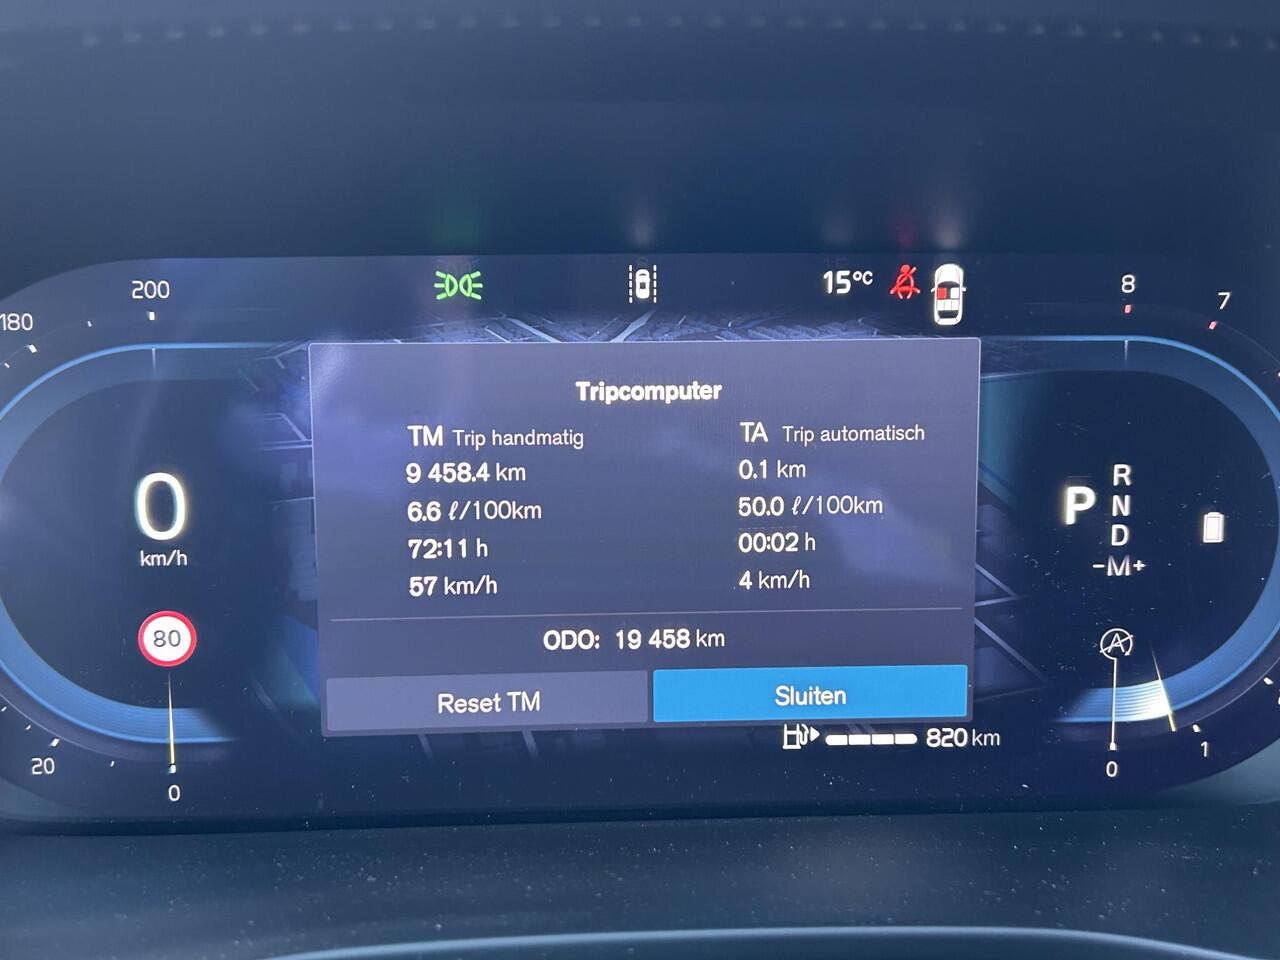 200
180
15°C
8
7
Tripcomputer
TM Trip handmatig
9 458.4 km
6.6 ℓ/100km
72:11 h
57 km/h
TA Trip automatisch
0.1 km
50.0 ℓ/100km
00:02 h
4 km/h
ODO: 19 458 km
Reset TM
Sluiten
0
km/h
80
20
0
P
R
N
D
-M+
A
820 km
1
0